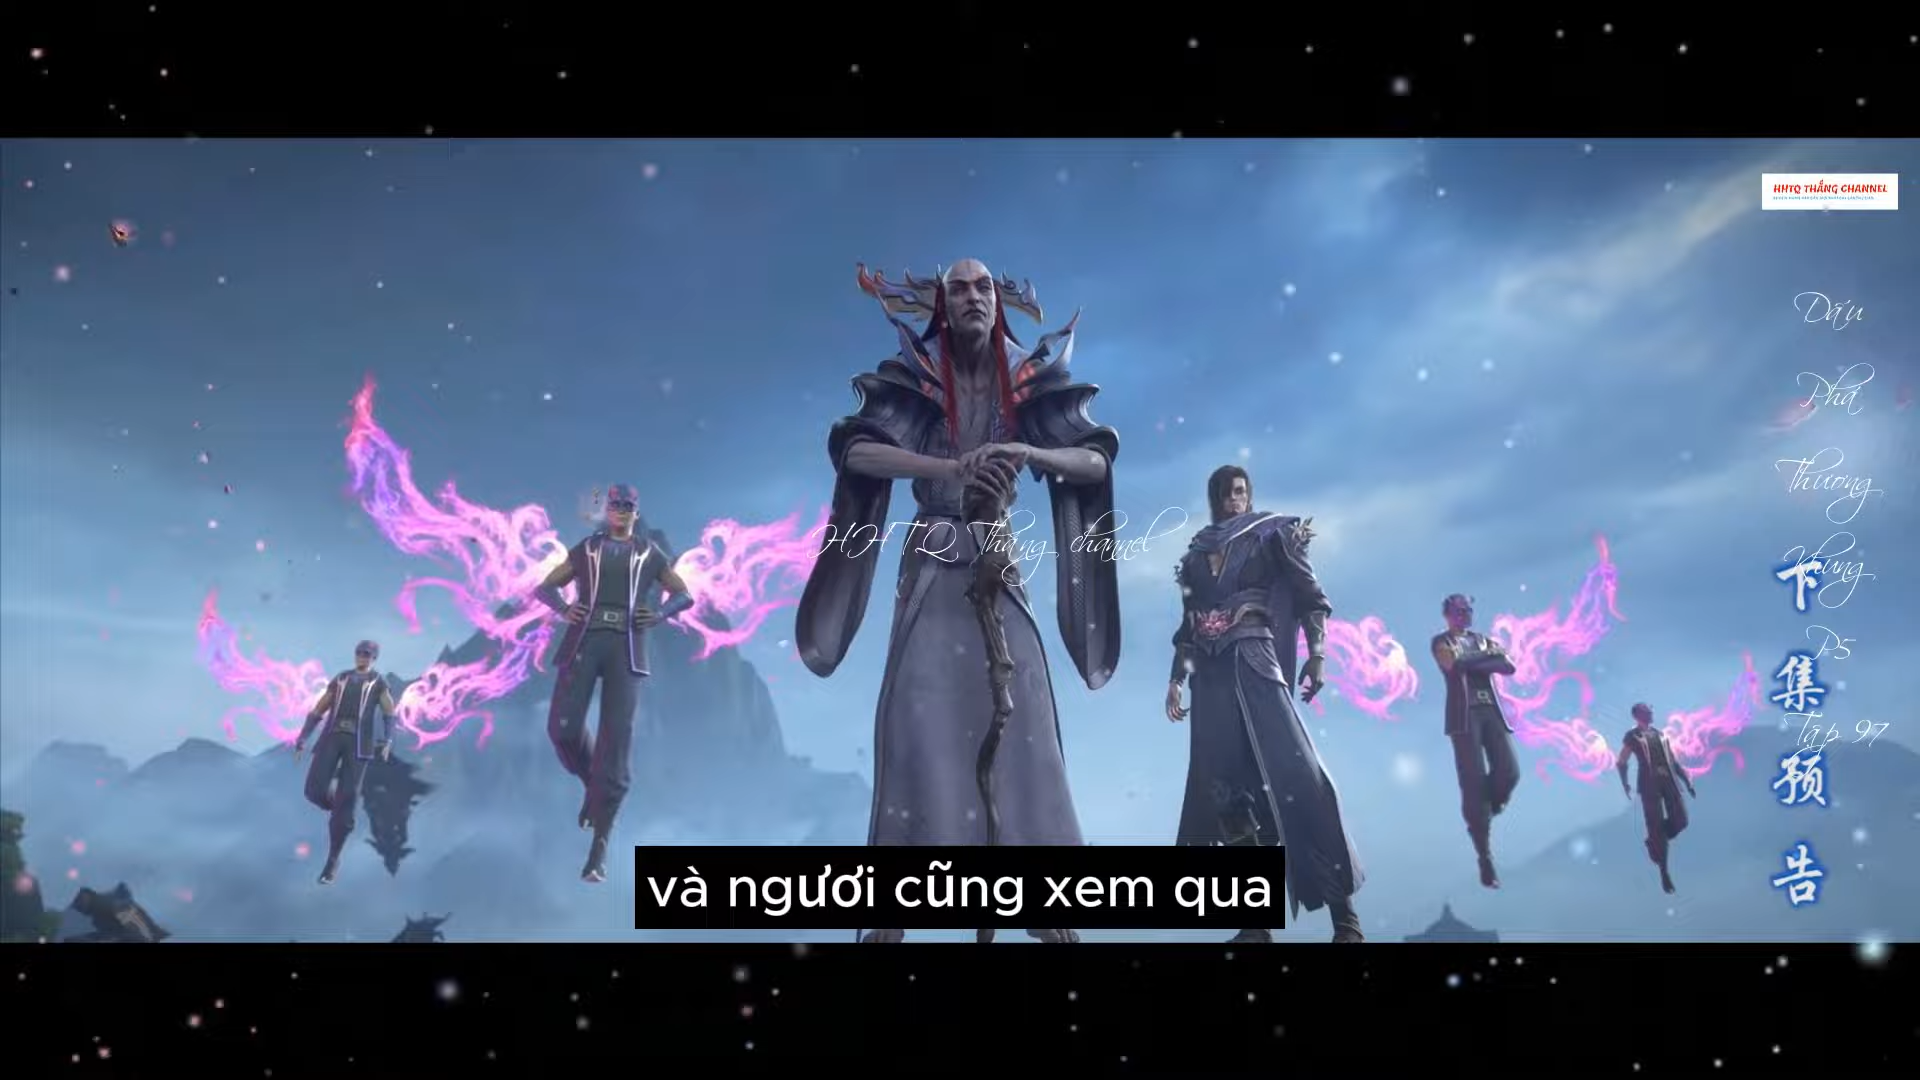 HHTQ THẮNG CHANNEL
Dấu
Phá
Thương
Khung
P5
Tập 97
下
集
预
告
HHTQ Thắng channel
và ngươi cũng xem qua